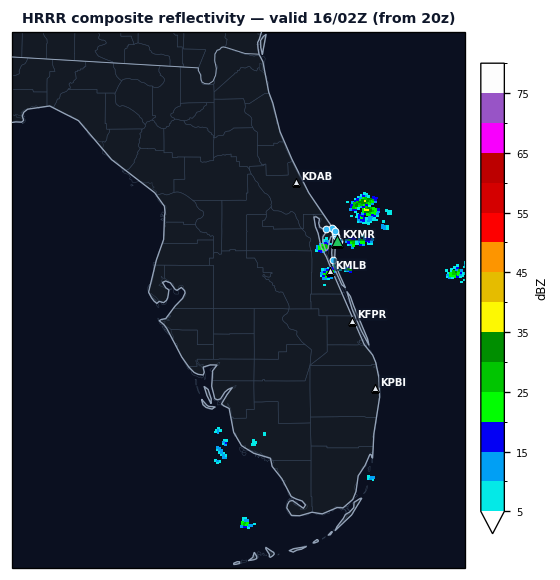 HRRR composite reflectivity — valid 16/02Z (from 20z)
KDAB
KXMR
KMLB
KFPR
KPBI
75
65
55
45
35
25
15
5
dBZ